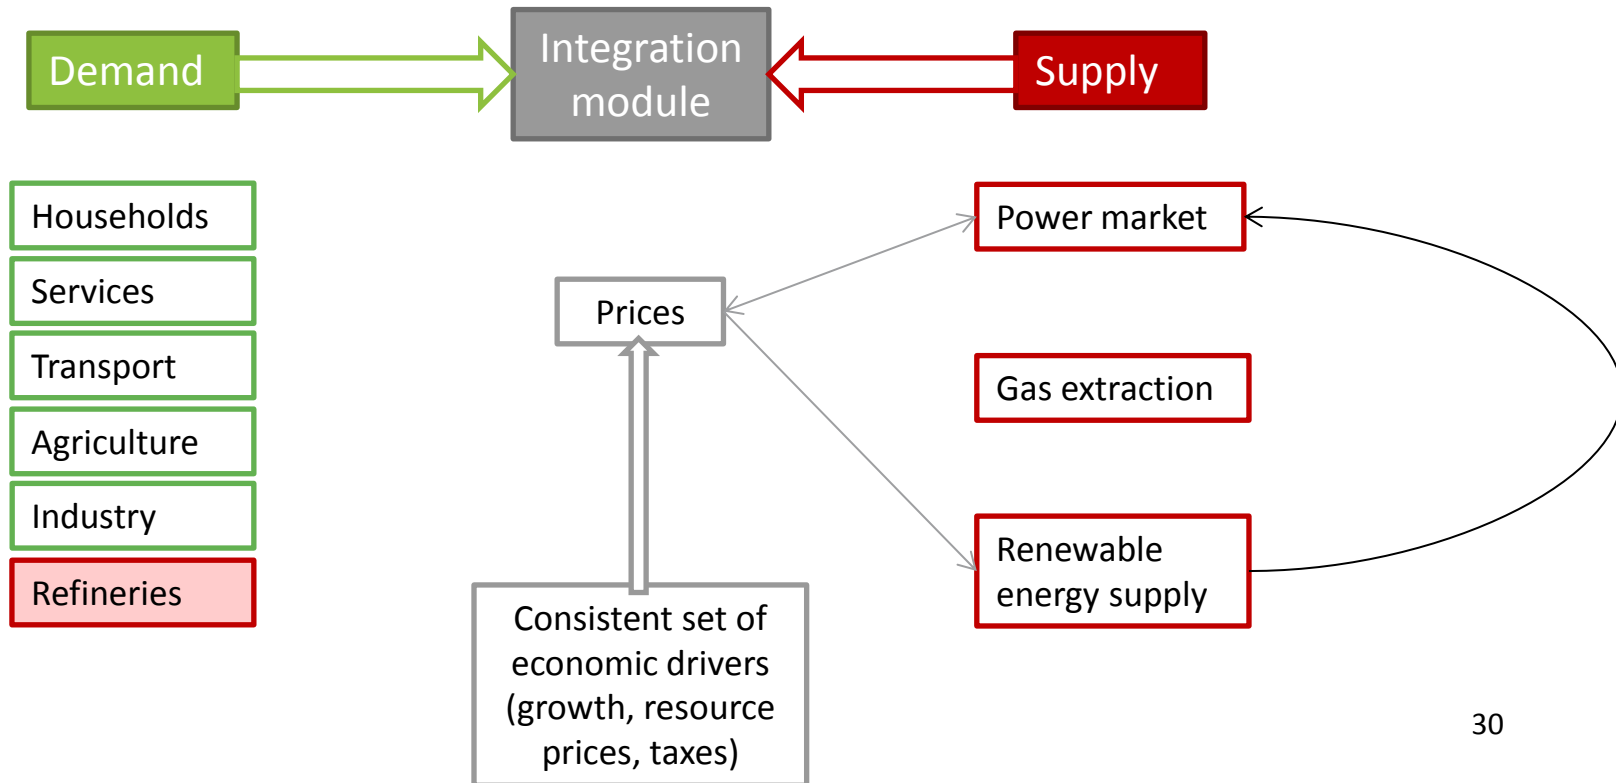 Demand
Integration
module
Supply
Households
Services
Transport
Agriculture
Industry
Refineries
Prices
Consistent set of
economic drivers
(growth, resource
prices, taxes)
Power market
Gas extraction
Renewable
energy supply
30